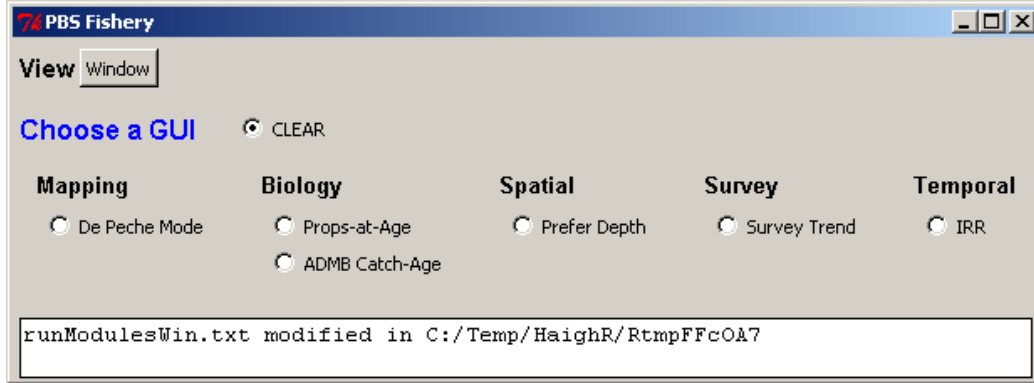 PBS Fishery
View Window
Choose a GUI CLEAR
Mapping Biology Spatial Survey Temporal
De Peche Mode Props-at-Age Prefer Depth Survey Trend IRR
ADMB Catch-Age
runModulesWin.txt modified in C:/Temp/HaighR/RtmpFFcOA7